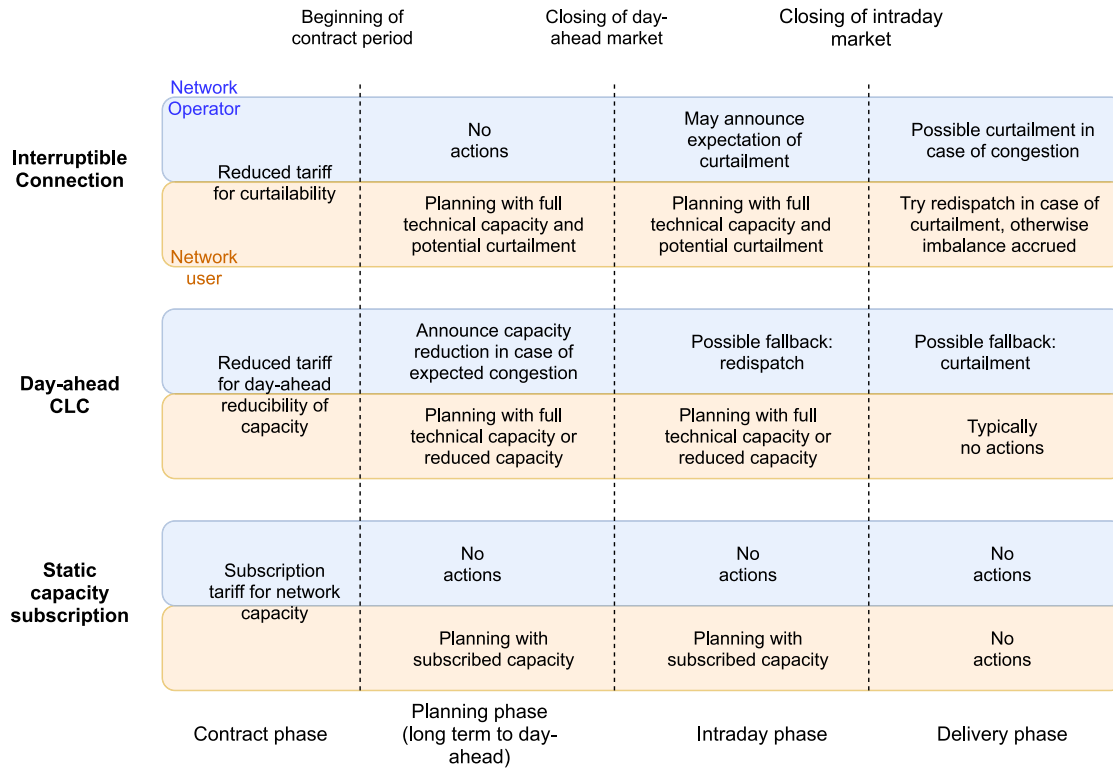 Beginning of
contract period
Closing of day-
ahead market
Closing of intraday
market
Network
Operator
Interruptible
Connection
Reduced tariff
for curtailability
No
actions
May announce
expectation of
curtailment
Possible curtailment in
case of congestion
Planning with full
technical capacity and
potential curtailment
Planning with full
technical capacity and
potential curtailment
Try redispatch in case of
curtailment, otherwise
imbalance accrued
Network
user
Day-ahead
CLC
Reduced tariff
for day-ahead
reducibility of
capacity
Announce capacity
reduction in case of
expected congestion
Possible fallback:
redispatch
Possible fallback:
curtailment
Planning with full
technical capacity or
reduced capacity
Planning with full
technical capacity or
reduced capacity
Typically
no actions
Static
capacity
subscription
Subscription
tariff for network
capacity
No
actions
No
actions
No
actions
Planning with
subscribed capacity
Planning with
subscribed capacity
No
actions
Contract phase
Planning phase
(long term to day-
ahead)
Intraday phase
Delivery phase